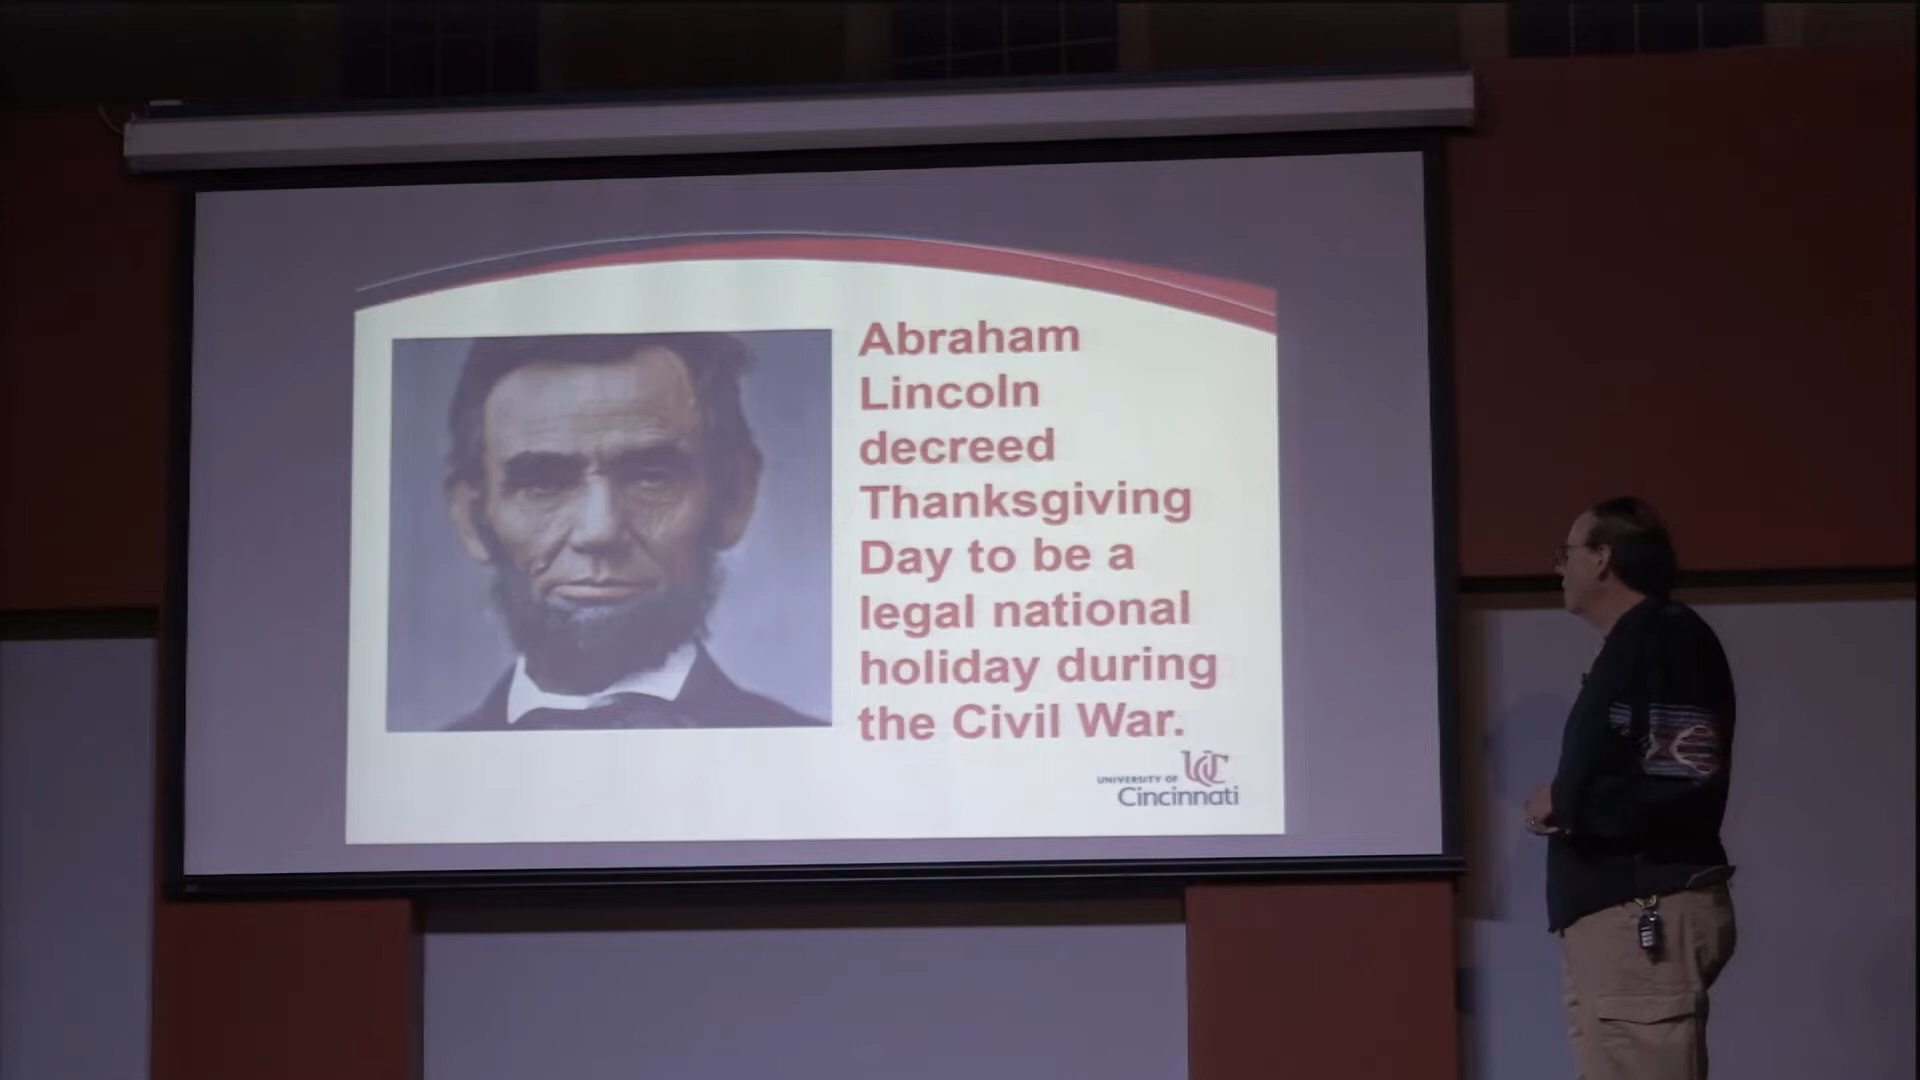 Abraham
Lincoln
decreed
Thanksgiving
Day to be a
legal national
holiday during
the Civil War.
UC
UNIVERSITY OF
Cincinnati